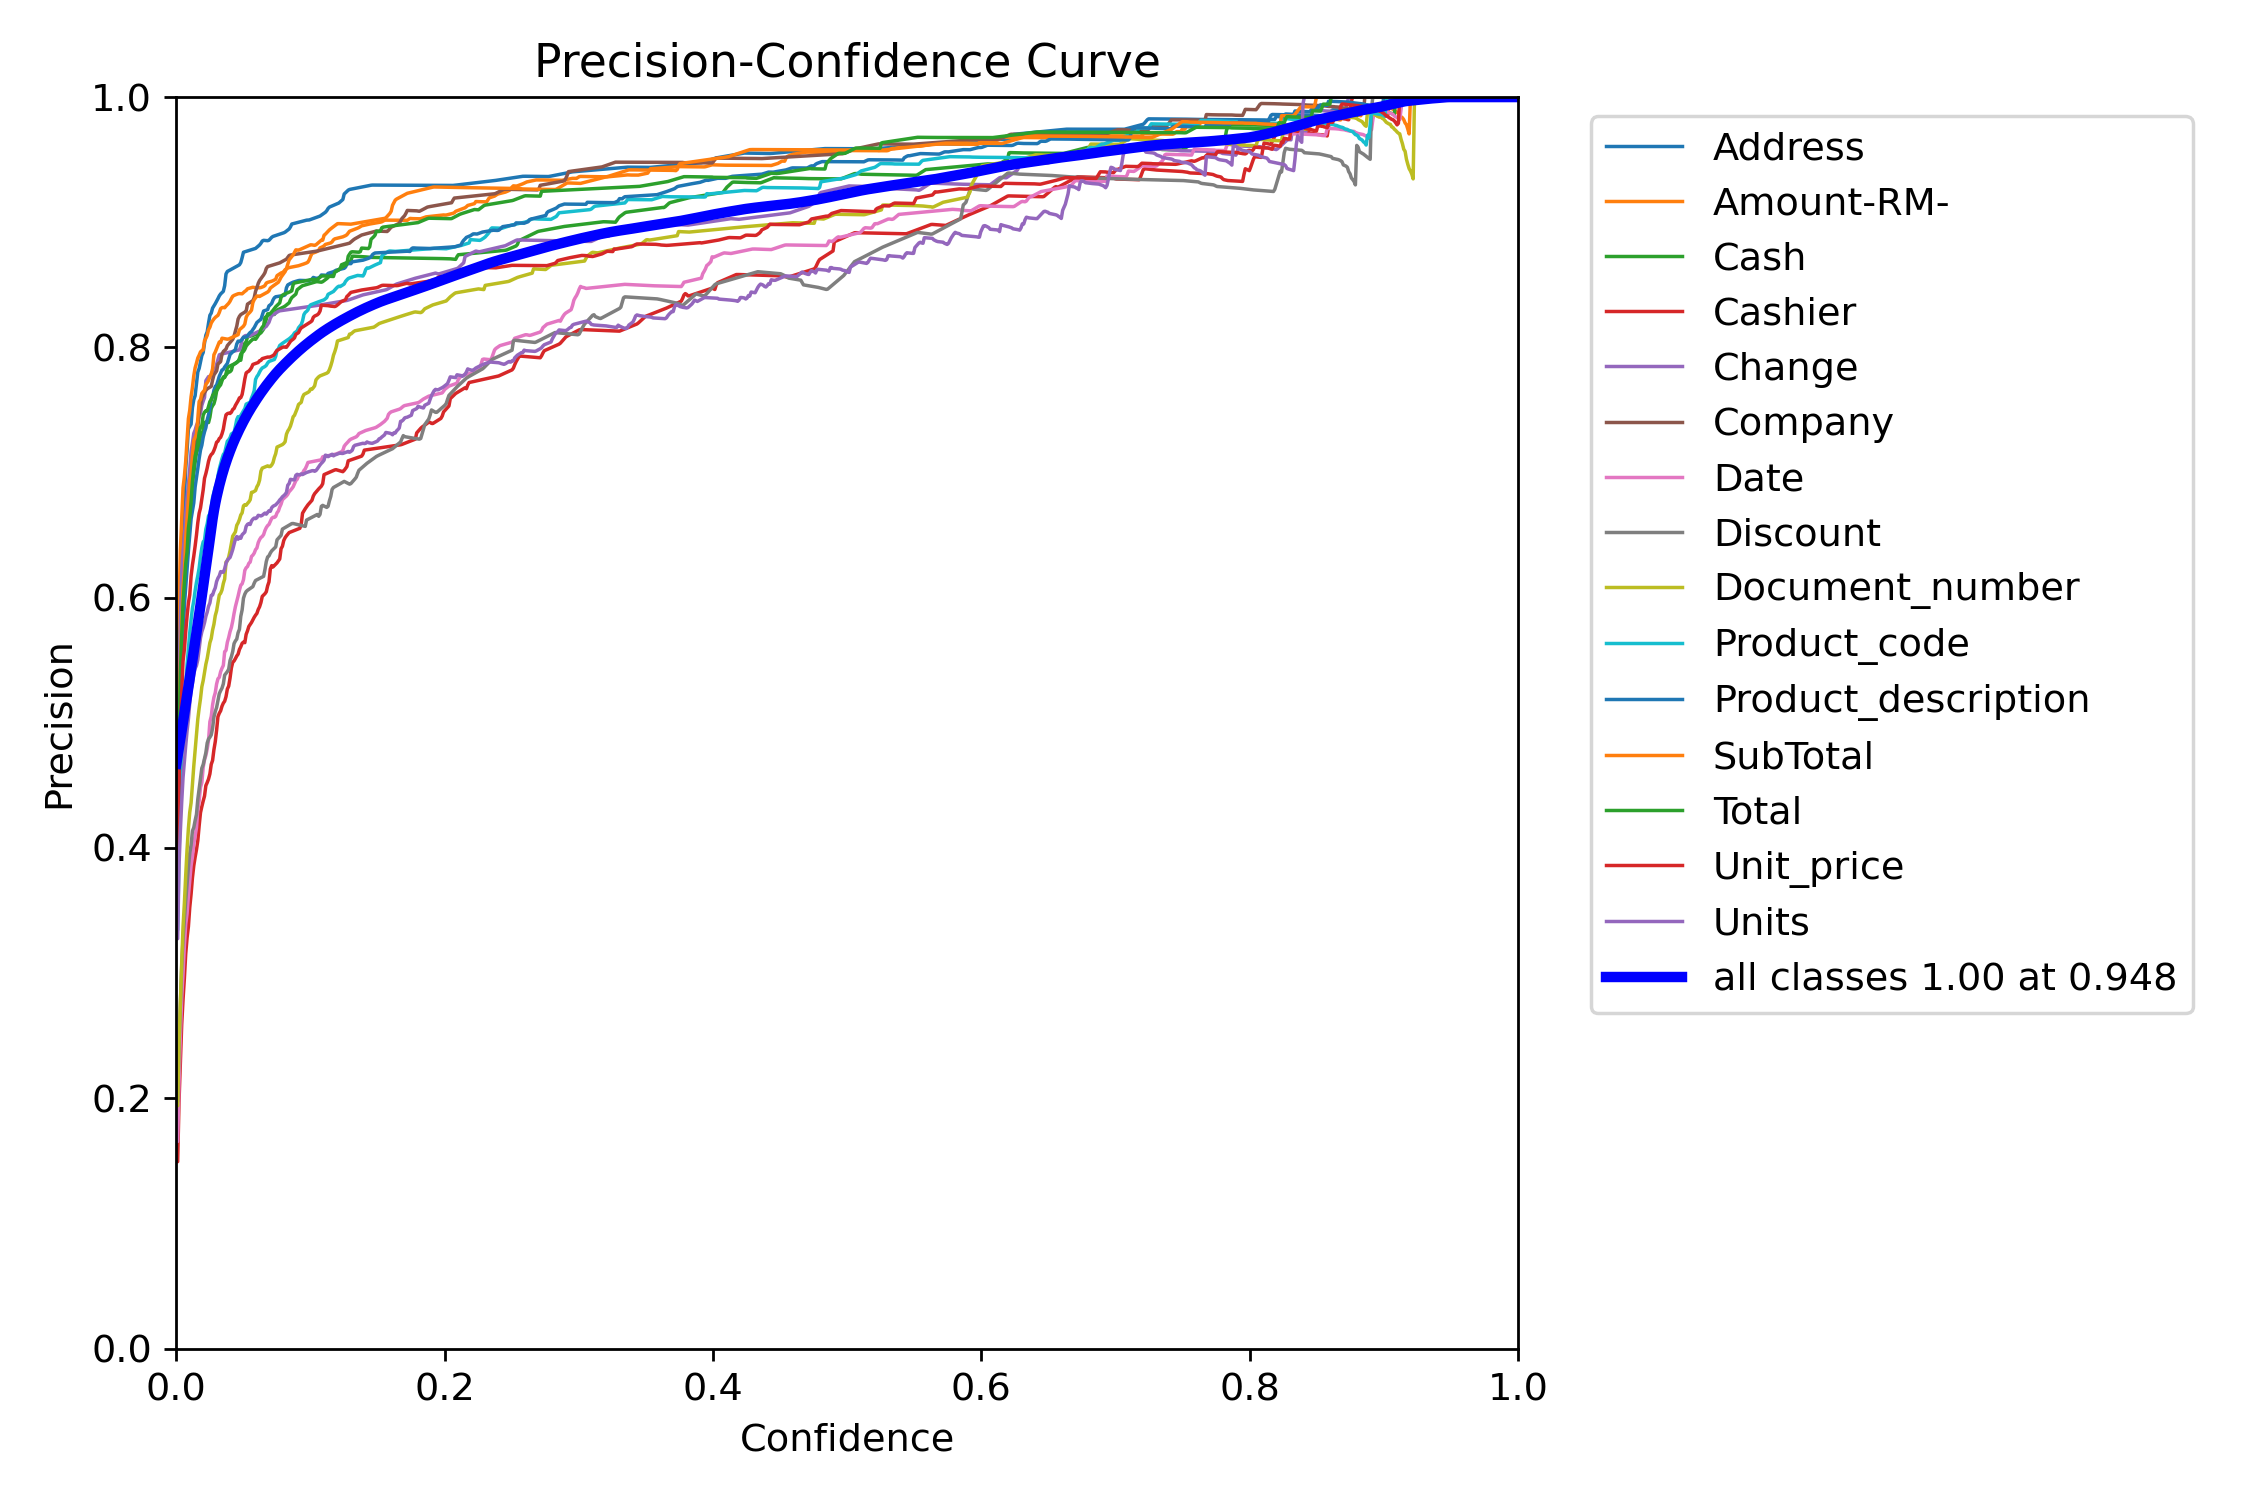 Precision-Confidence Curve
1.0
0.8
0.6
0.4
0.2
0.0
Precision
0.0 0.2 0.4 0.6 0.8 1.0
Confidence
Address
Amount-RM-
Cash
Cashier
Change
Company
Date
Discount
Document_number
Product_code
Product_description
SubTotal
Total
Unit_price
Units
all classes 1.00 at 0.948